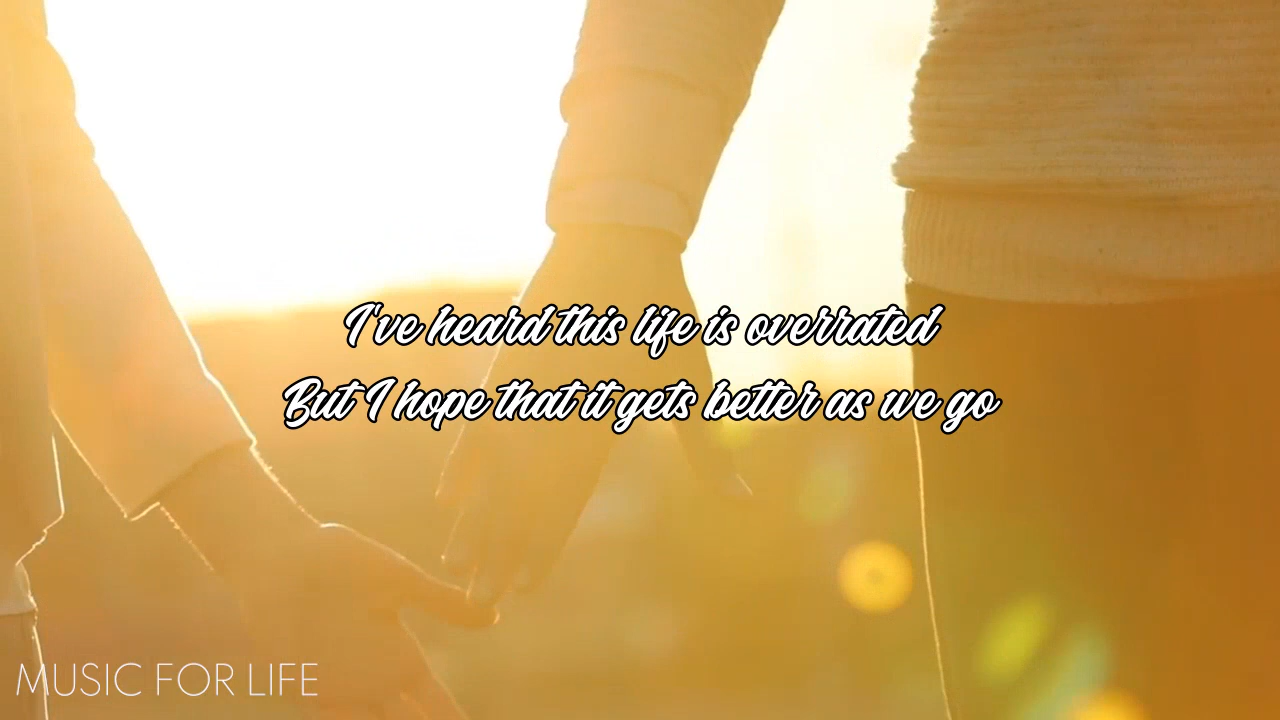 I've heard this life is overrated
But I hope that it gets better as we go
MUSIC FOR LIFE